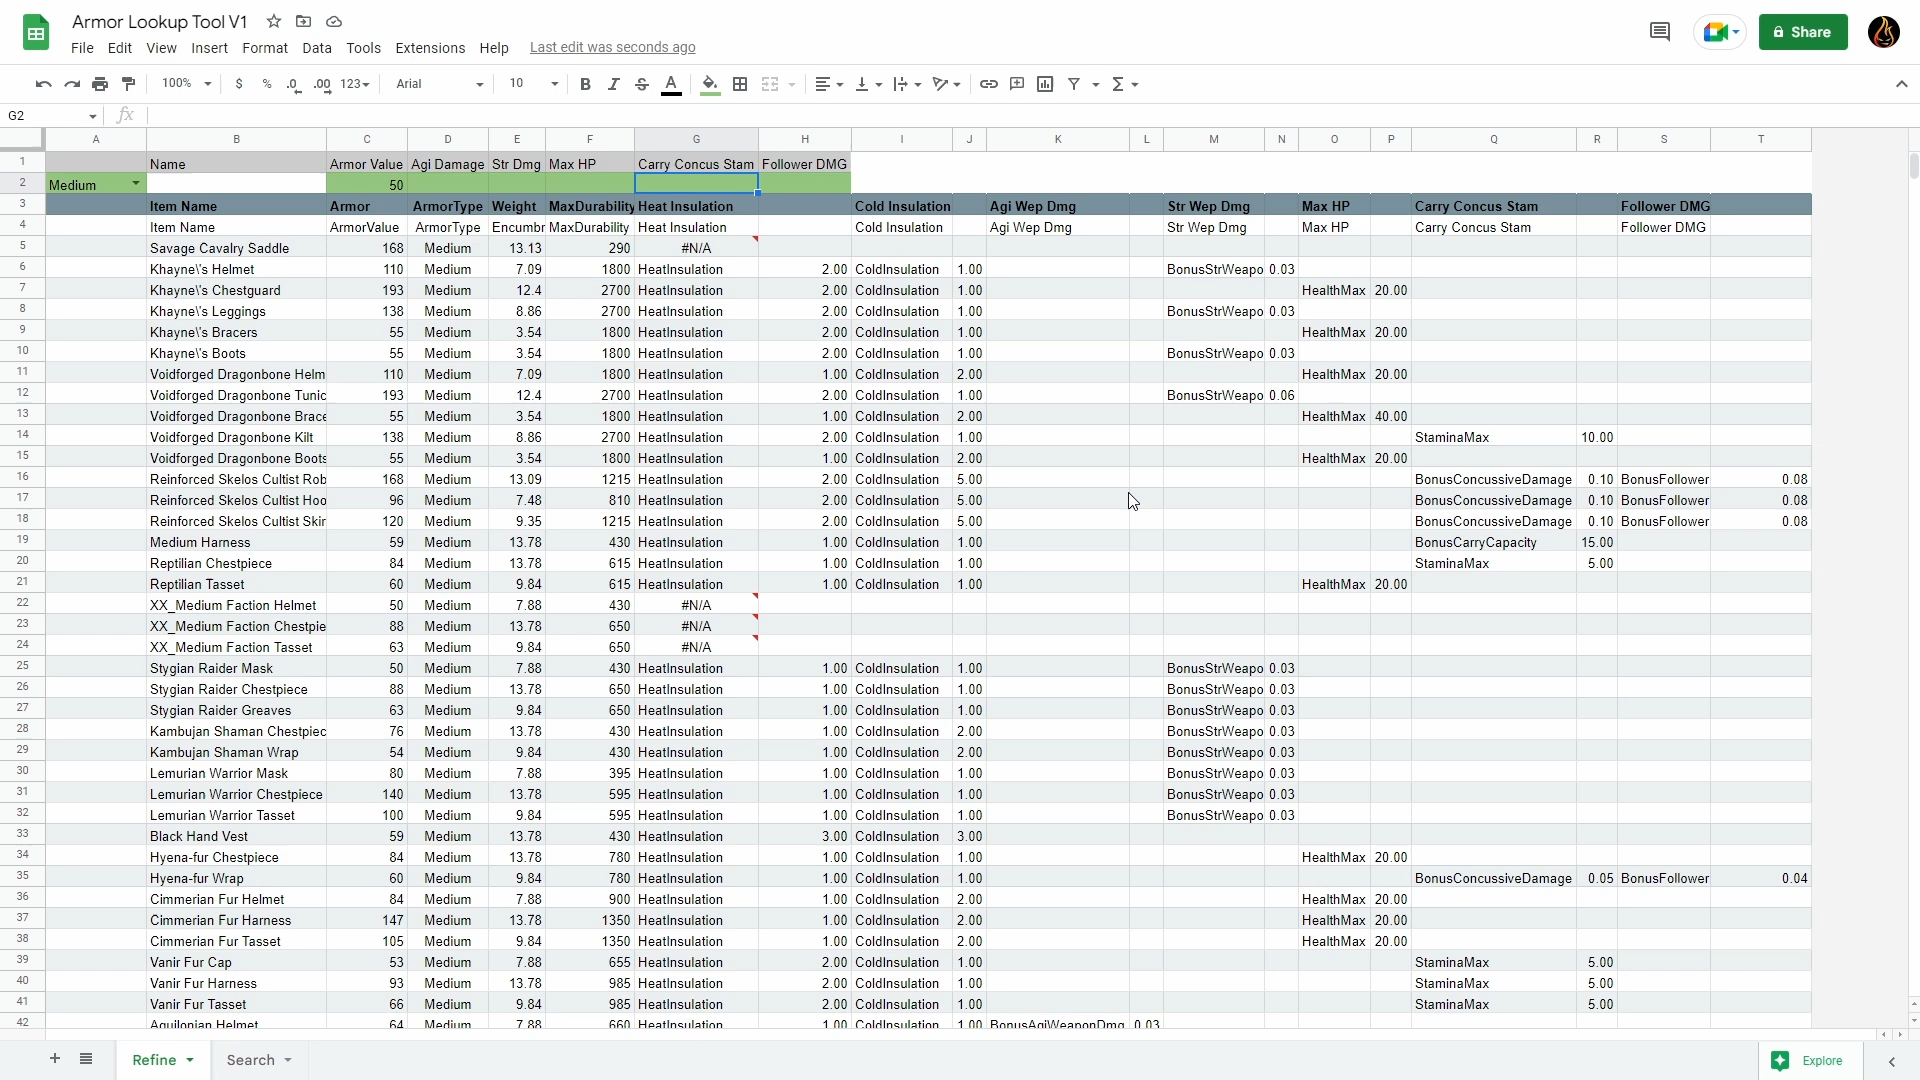 Armor Lookup Tool V1
File Edit View Insert Format Data Tools Extensions Help Last edit was seconds ago
Share
100% $ % .0 .00 123 Arial 10 B I S A
G2 fx
A B C D E F G H I J K L M N O P Q R S T
1 Name Armor Value Agi Damage Str Dmg Max HP Carry Concus Stam Follower DMG
2 Medium 50
3 Item Name Armor ArmorType Weight MaxDurability Heat Insulation Cold Insulation Agi Wep Dmg Str Wep Dmg Max HP Carry Concus Stam Follower DMG
4 Item Name ArmorValue ArmorType Encumbr MaxDurability Heat Insulation Cold Insulation Agi Wep Dmg Str Wep Dmg Max HP Carry Concus Stam Follower DMG
5 Savage Cavalry Saddle 168 Medium 13.13 290 #N/A
6 Khayne\'s Helmet 110 Medium 7.09 1800 HeatInsulation 2.00 ColdInsulation 1.00 BonusStrWeapo 0.03
7 Khayne\'s Chestguard 193 Medium 12.4 2700 HeatInsulation 2.00 ColdInsulation 1.00 HealthMax 20.00
8 Khayne\'s Leggings 138 Medium 8.86 2700 HeatInsulation 2.00 ColdInsulation 1.00 BonusStrWeapo 0.03
9 Khayne\'s Bracers 55 Medium 3.54 1800 HeatInsulation 2.00 ColdInsulation 1.00 HealthMax 20.00
10 Khayne\'s Boots 55 Medium 3.54 1800 HeatInsulation 2.00 ColdInsulation 1.00 BonusStrWeapo 0.03
11 Voidforged Dragonbone Helm 110 Medium 7.09 1800 HeatInsulation 1.00 ColdInsulation 2.00 HealthMax 20.00
12 Voidforged Dragonbone Tunic 193 Medium 12.4 2700 HeatInsulation 2.00 ColdInsulation 1.00 BonusStrWeapo 0.06
13 Voidforged Dragonbone Brace 55 Medium 3.54 1800 HeatInsulation 1.00 ColdInsulation 2.00 HealthMax 40.00
14 Voidforged Dragonbone Kilt 138 Medium 8.86 2700 HeatInsulation 2.00 ColdInsulation 1.00 StaminaMax 10.00
15 Voidforged Dragonbone Boots 55 Medium 3.54 1800 HeatInsulation 1.00 ColdInsulation 2.00 HealthMax 20.00
16 Reinforced Skelos Cultist Rob 168 Medium 13.09 1215 HeatInsulation 2.00 ColdInsulation 5.00 BonusConcussiveDamage 0.10 BonusFollower 0.08
17 Reinforced Skelos Cultist Hoo 96 Medium 7.48 810 HeatInsulation 2.00 ColdInsulation 5.00 BonusConcussiveDamage 0.10 BonusFollower 0.08
18 Reinforced Skelos Cultist Skir 120 Medium 9.35 1215 HeatInsulation 2.00 ColdInsulation 5.00 BonusConcussiveDamage 0.10 BonusFollower 0.08
19 Medium Harness 59 Medium 13.78 430 HeatInsulation 1.00 ColdInsulation 1.00 BonusCarryCapacity 15.00
20 Reptilian Chestpiece 84 Medium 13.78 615 HeatInsulation 1.00 ColdInsulation 1.00 StaminaMax 5.00
21 Reptilian Tasset 60 Medium 9.84 615 HeatInsulation 1.00 ColdInsulation 1.00 HealthMax 20.00
22 XX_Medium Faction Helmet 50 Medium 7.88 430 #N/A
23 XX_Medium Faction Chestpie 88 Medium 13.78 650 #N/A
24 XX_Medium Faction Tasset 63 Medium 9.84 650 #N/A
25 Stygian Raider Mask 50 Medium 7.88 430 HeatInsulation 1.00 ColdInsulation 1.00 BonusStrWeapo 0.03
26 Stygian Raider Chestpiece 88 Medium 13.78 650 HeatInsulation 1.00 ColdInsulation 1.00 BonusStrWeapo 0.03
27 Stygian Raider Greaves 63 Medium 9.84 650 HeatInsulation 1.00 ColdInsulation 1.00 BonusStrWeapo 0.03
28 Kambujan Shaman Chestpiec 76 Medium 13.78 430 HeatInsulation 1.00 ColdInsulation 2.00 BonusStrWeapo 0.03
29 Kambujan Shaman Wrap 54 Medium 9.84 430 HeatInsulation 1.00 ColdInsulation 2.00 BonusStrWeapo 0.03
30 Lemurian Warrior Mask 80 Medium 7.88 395 HeatInsulation 1.00 ColdInsulation 1.00 BonusStrWeapo 0.03
31 Lemurian Warrior Chestpiece 140 Medium 13.78 595 HeatInsulation 1.00 ColdInsulation 1.00 BonusStrWeapo 0.03
32 Lemurian Warrior Tasset 100 Medium 9.84 595 HeatInsulation 1.00 ColdInsulation 1.00 BonusStrWeapo 0.03
33 Black Hand Vest 59 Medium 13.78 430 HeatInsulation 3.00 ColdInsulation 3.00
34 Hyena-fur Chestpiece 84 Medium 13.78 780 HeatInsulation 1.00 ColdInsulation 1.00 HealthMax 20.00
35 Hyena-fur Wrap 60 Medium 9.84 780 HeatInsulation 1.00 ColdInsulation 1.00 BonusConcussiveDamage 0.05 BonusFollower 0.04
36 Cimmerian Fur Helmet 84 Medium 7.88 900 HeatInsulation 1.00 ColdInsulation 2.00 HealthMax 20.00
37 Cimmerian Fur Harness 147 Medium 13.78 1350 HeatInsulation 1.00 ColdInsulation 2.00 HealthMax 20.00
38 Cimmerian Fur Tasset 105 Medium 9.84 1350 HeatInsulation 1.00 ColdInsulation 2.00 HealthMax 20.00
39 Vanir Fur Cap 53 Medium 7.88 655 HeatInsulation 2.00 ColdInsulation 1.00 StaminaMax 5.00
40 Vanir Fur Harness 93 Medium 13.78 985 HeatInsulation 2.00 ColdInsulation 1.00 StaminaMax 5.00
41 Vanir Fur Tasset 66 Medium 9.84 985 HeatInsulation 2.00 ColdInsulation 1.00 StaminaMax 5.00
42 Aquilonian Helmet 64 Medium 7.88 660 HeatInsulation 1.00 ColdInsulation 1.00 BonusAgiWeaponDmg 0.03
Refine Search Explore